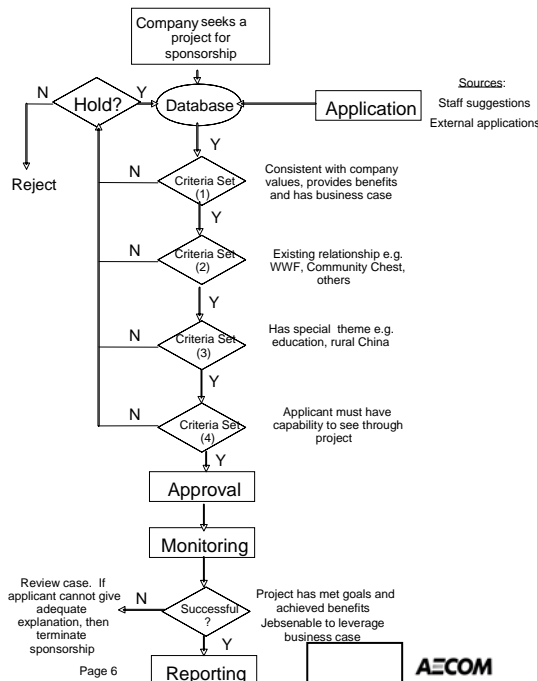 Company seeks a
project for
sponsorship
N
Hold?
Y
Database
Application
Sources:
Staff suggestions
External applications
Reject
Y
N
Criteria Set
(1)
Consistent with company
values, provides benefits
and has business case
Y
N
Criteria Set
(2)
Existing relationship e.g.
WWF, Community Chest,
others
Y
N
Criteria Set
(3)
Has special theme e.g.
education, rural China
Y
N
Criteria Set
(4)
Applicant must have
capability to see through
project
Y
Approval
Monitoring
Review case. If
applicant cannot give
adequate
explanation, then
terminate
sponsorship
N
Successful
?
Project has met goals and
achieved benefits
Jebsenable to leverage
business case
Y
Page 6
Reporting
AECOM